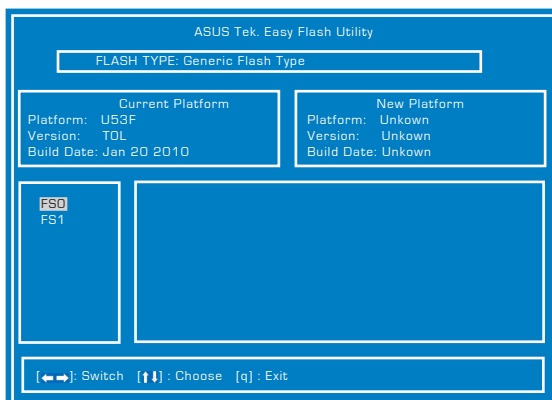 ASUS Tek. Easy Flash Utility
FLASH TYPE: Generic Flash Type
Current Platform
Platform: U53F
Version: TOL
Build Date: Jan 20 2010
New Platform
Platform: Unkown
Version: Unkown
Build Date: Unkown
FS0
FS1
[←→]: Switch [↑↓] : Choose [q] : Exit